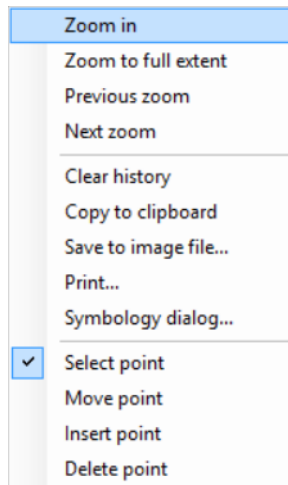 Zoom in
Zoom to full extent
Previous zoom
Next zoom
Clear history
Copy to clipboard
Save to image file...
Print...
Symbology dialog...
Select point
Move point
Insert point
Delete point